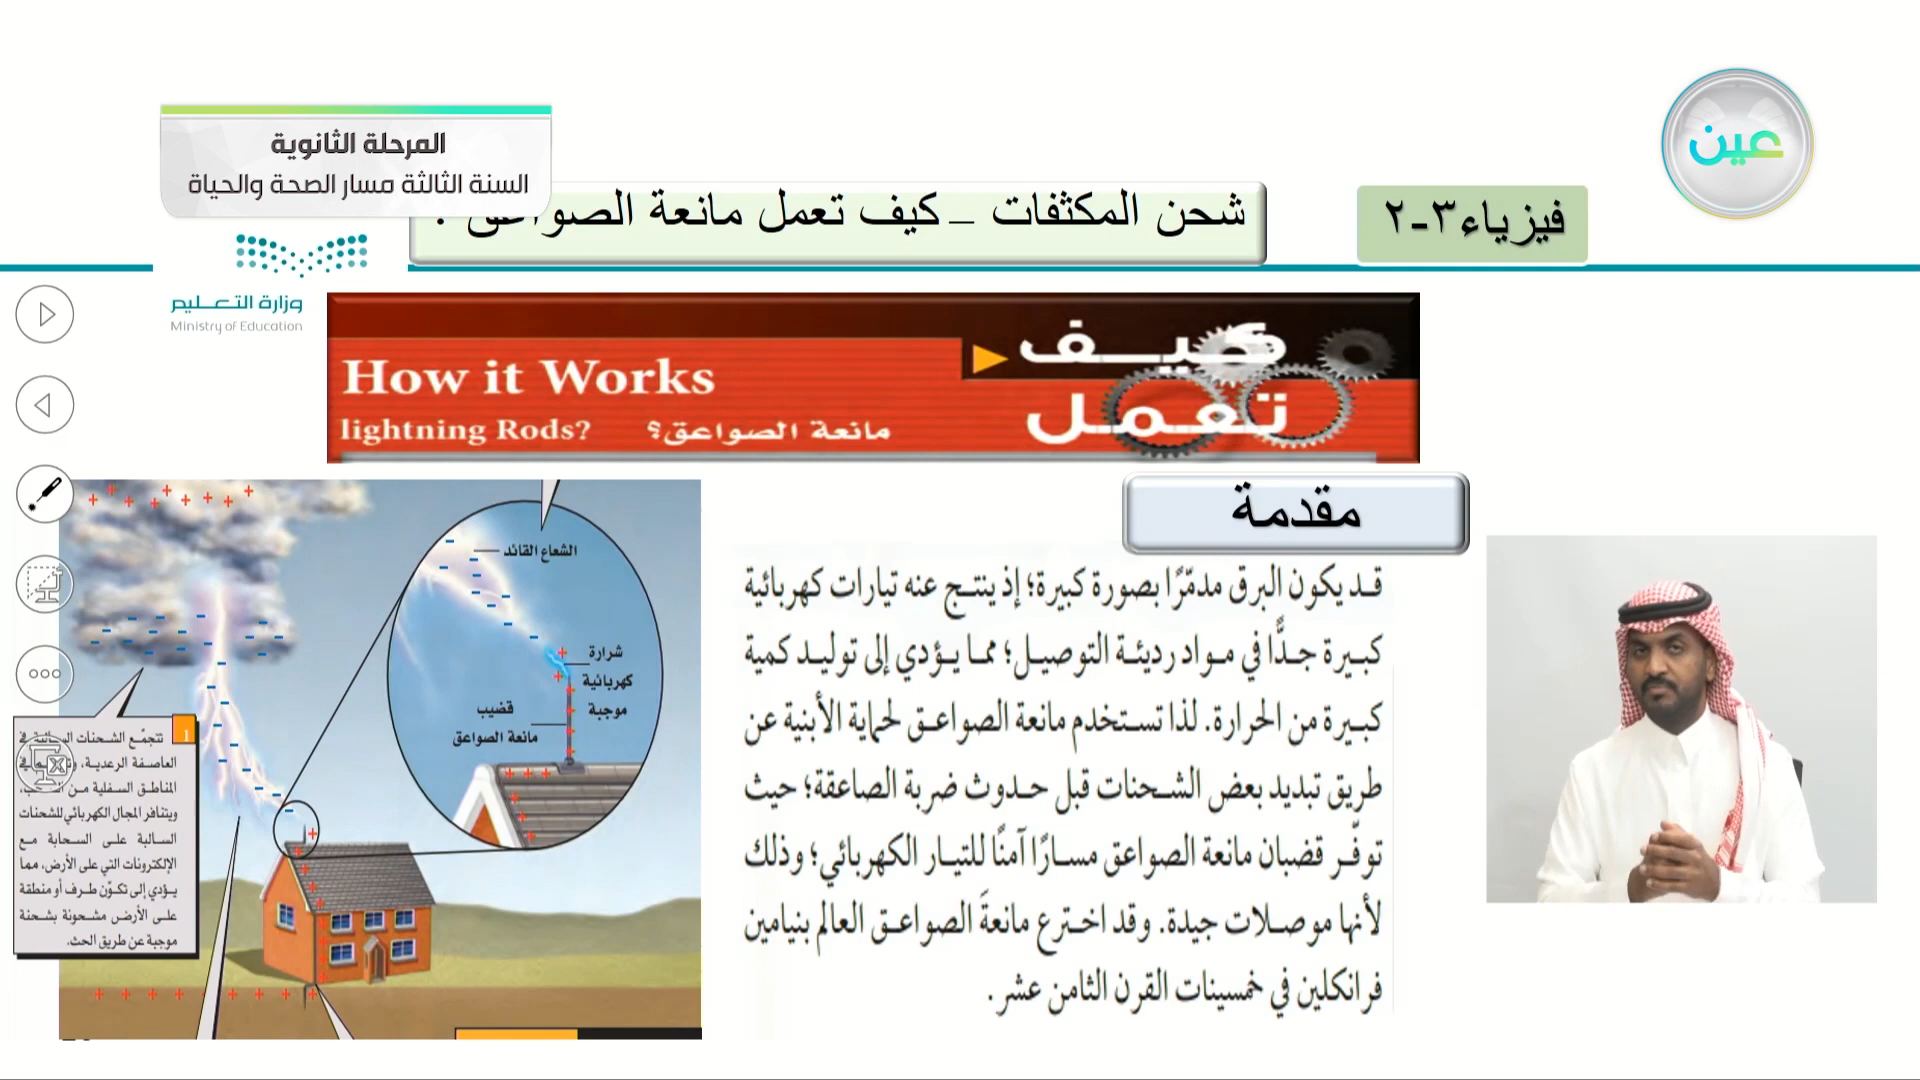 عين
المرحلة الثانوية
السنة الثالثة مسار الصحة والحياة
فيزياء٣-٢
شحن المكثفات – كيف تعمل مانعة الصواعق
وزارة التعليم
Ministry of Education
كيف
تعمل
How it Works
مانعة الصواعق؟
lightning Rods?
مقدمة
قد يكون البرق مدمّرًا بصورة كبيرة؛ إذ ينتج عنه تيارات كهربائية
كبيرة جدًّا في مواد رديئة التوصيل؛ مما يؤدي إلى توليد كمية
كبيرة من الحرارة. لذا تستخدم مانعة الصواعق لحماية الأبنية عن
طريق تبديد بعض الشحنات قبل حدوث ضربة الصاعقة؛ حيث
توفّر قضبان مانعة الصواعق مسارًا آمنًا للتيار الكهربائي؛ وذلك
لأنها موصلات جيدة. وقد اخترع مانعةَ الصواعق العالم بنيامين
فرانكلين في خمسينات القرن الثامن عشر.
الشعاع القائد
شرارة
كهربائية
موجبة
قضيب
مانعة الصواعق
1
تتجمّع الشحنات في
العاصفة الرعدية، في
المناطق السفلية من
ويتنافر المجال الكهربائي للشحنات
السالبة على السحابة مع
الإلكترونات التي على الأرض، مما
يؤدي إلى تكوّن طرف أو منطقة
على الأرض مشحونة بشحنة
موجبة عن طريق الحث.